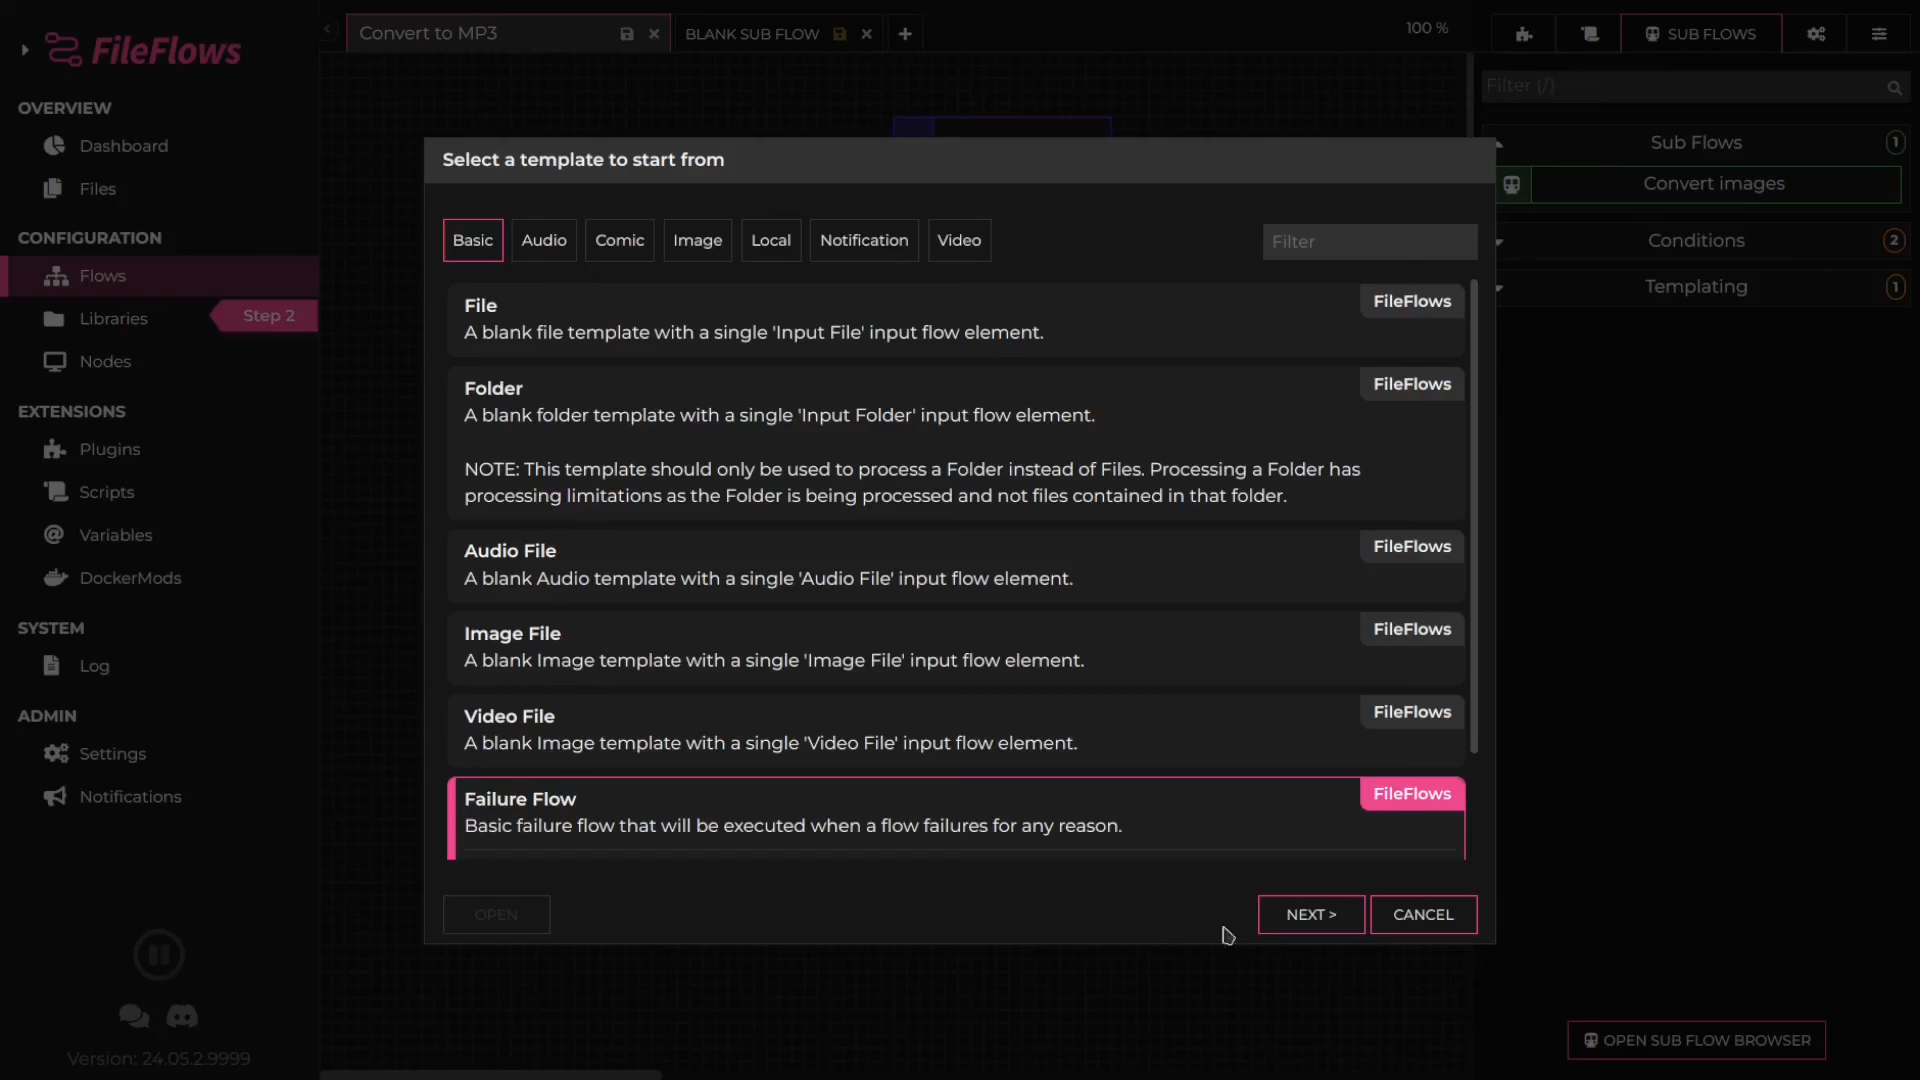 FileFlows
OVERVIEW
Dashboard
Files
CONFIGURATION
Flows
Libraries
Step 2
Nodes
EXTENSIONS
Plugins
Scripts
Variables
DockerMods
SYSTEM
Log
ADMIN
Settings
Notifications
Version: 24.05.2.9999
Convert to MP3
BLANK SUB FLOW
100 %
SUB FLOWS
Filter (/)
Sub Flows
1
Convert images
Conditions
2
Templating
1
OPEN SUB FLOW BROWSER
Select a template to start from
Basic
Audio
Comic
Image
Local
Notification
Video
Filter
File
FileFlows
A blank file template with a single 'Input File' input flow element.
Folder
FileFlows
A blank folder template with a single 'Input Folder' input flow element.
NOTE: This template should only be used to process a Folder instead of Files. Processing a Folder has
processing limitations as the Folder is being processed and not files contained in that folder.
Audio File
FileFlows
A blank Audio template with a single 'Audio File' input flow element.
Image File
FileFlows
A blank Image template with a single 'Image File' input flow element.
Video File
FileFlows
A blank Image template with a single 'Video File' input flow element.
Failure Flow
FileFlows
Basic failure flow that will be executed when a flow failures for any reason.
OPEN
NEXT >
CANCEL